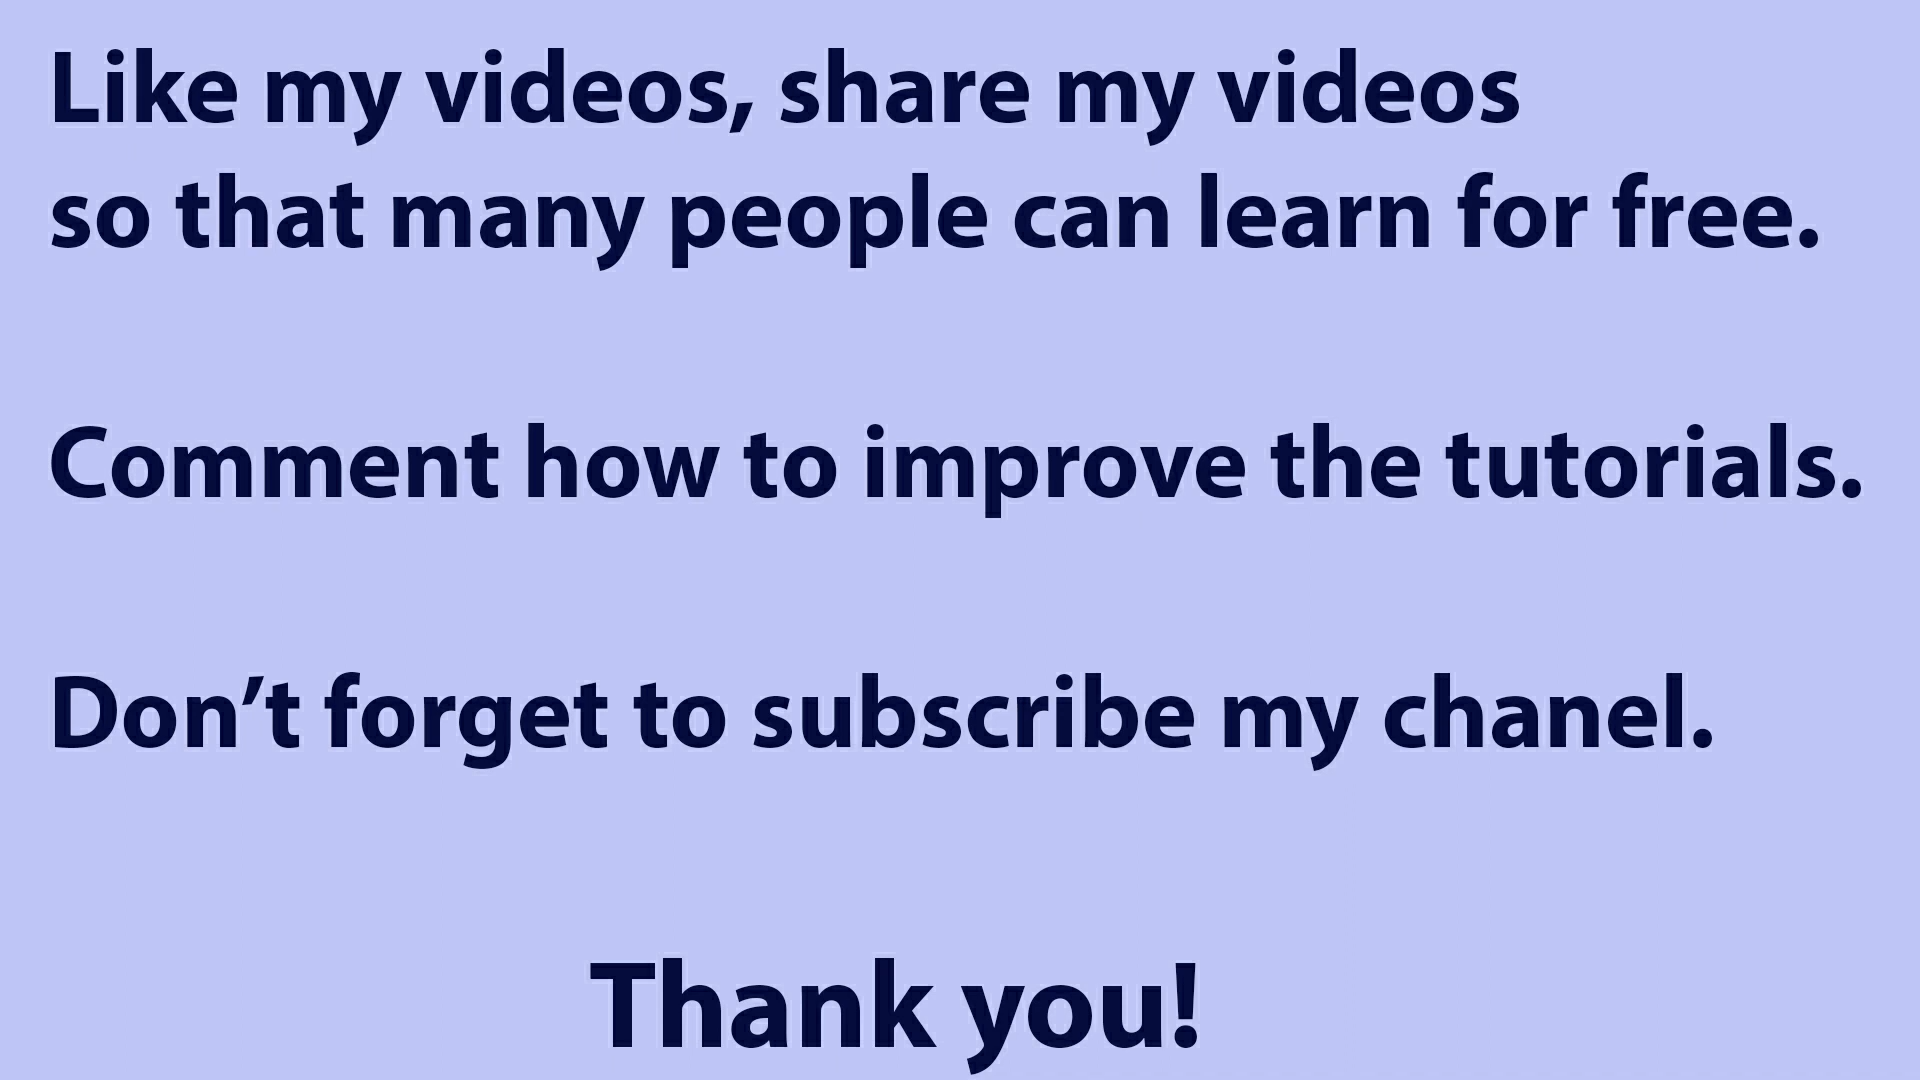 Like my videos, share my videos
so that many people can learn for free.
Comment how to improve the tutorials.
Don’t forget to subscribe my chanel.
Thank you!